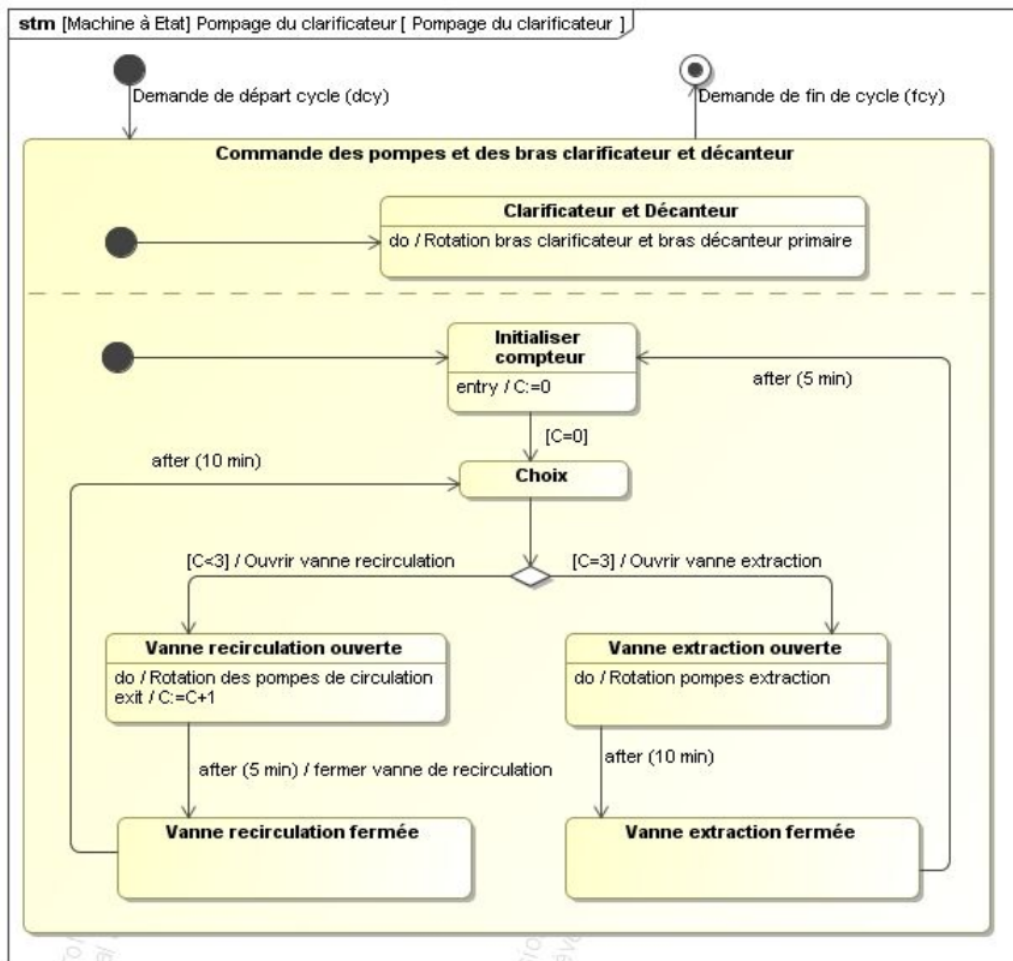 stm [Machine à Etat] Pompage du clarificateur [ Pompage du clarificateur ]
Demande de départ cycle (dcy)
Demande de fin de cycle (fcy)
Commande des pompes et des bras clarificateur et décanteur
Clarificateur et Décanteur
do / Rotation bras clarificateur et bras décanteur primaire
Initialiser
compteur
entry / C:=0
after (5 min)
[C=0]
after (10 min)
Choix
[C<3] / Ouvrir vanne recirculation
[C=3] / Ouvrir vanne extraction
Vanne recirculation ouverte
do / Rotation des pompes de circulation
exit / C:=C+1
Vanne extraction ouverte
do / Rotation pompes extraction
after (5 min) / fermer vanne de recirculation
after (10 min)
Vanne recirculation fermée
Vanne extraction fermée